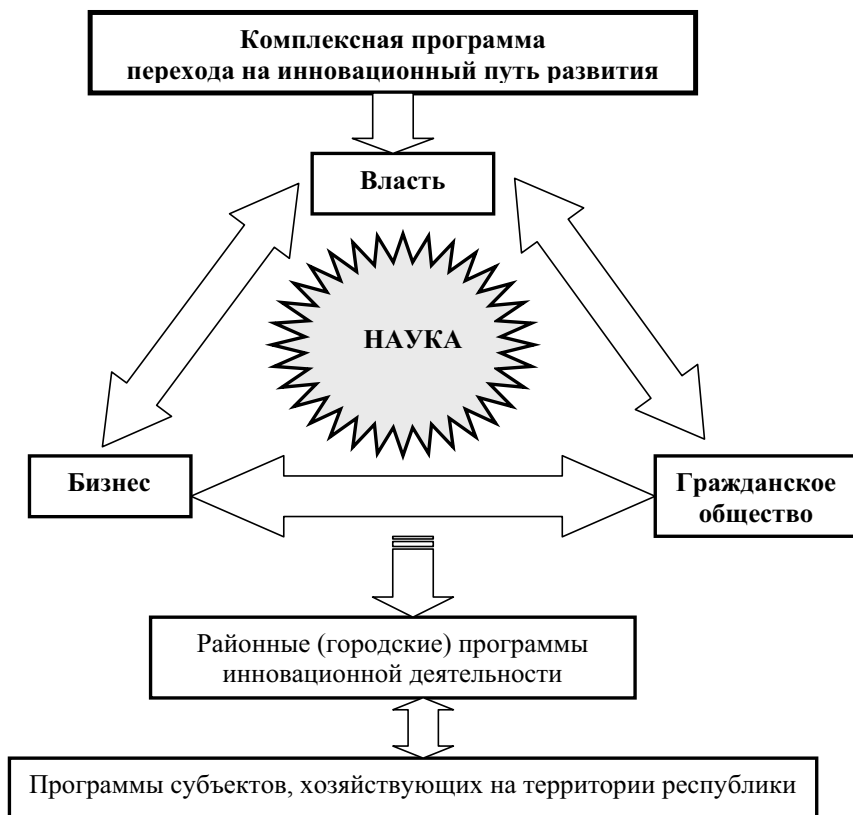 Комплексная программа
перехода на инновационный путь развития
Власть
НАУКА
Бизнес
Гражданское
общество
Районные (городские) программы
инновационной деятельности
Программы субъектов, хозяйствующих на территории республики